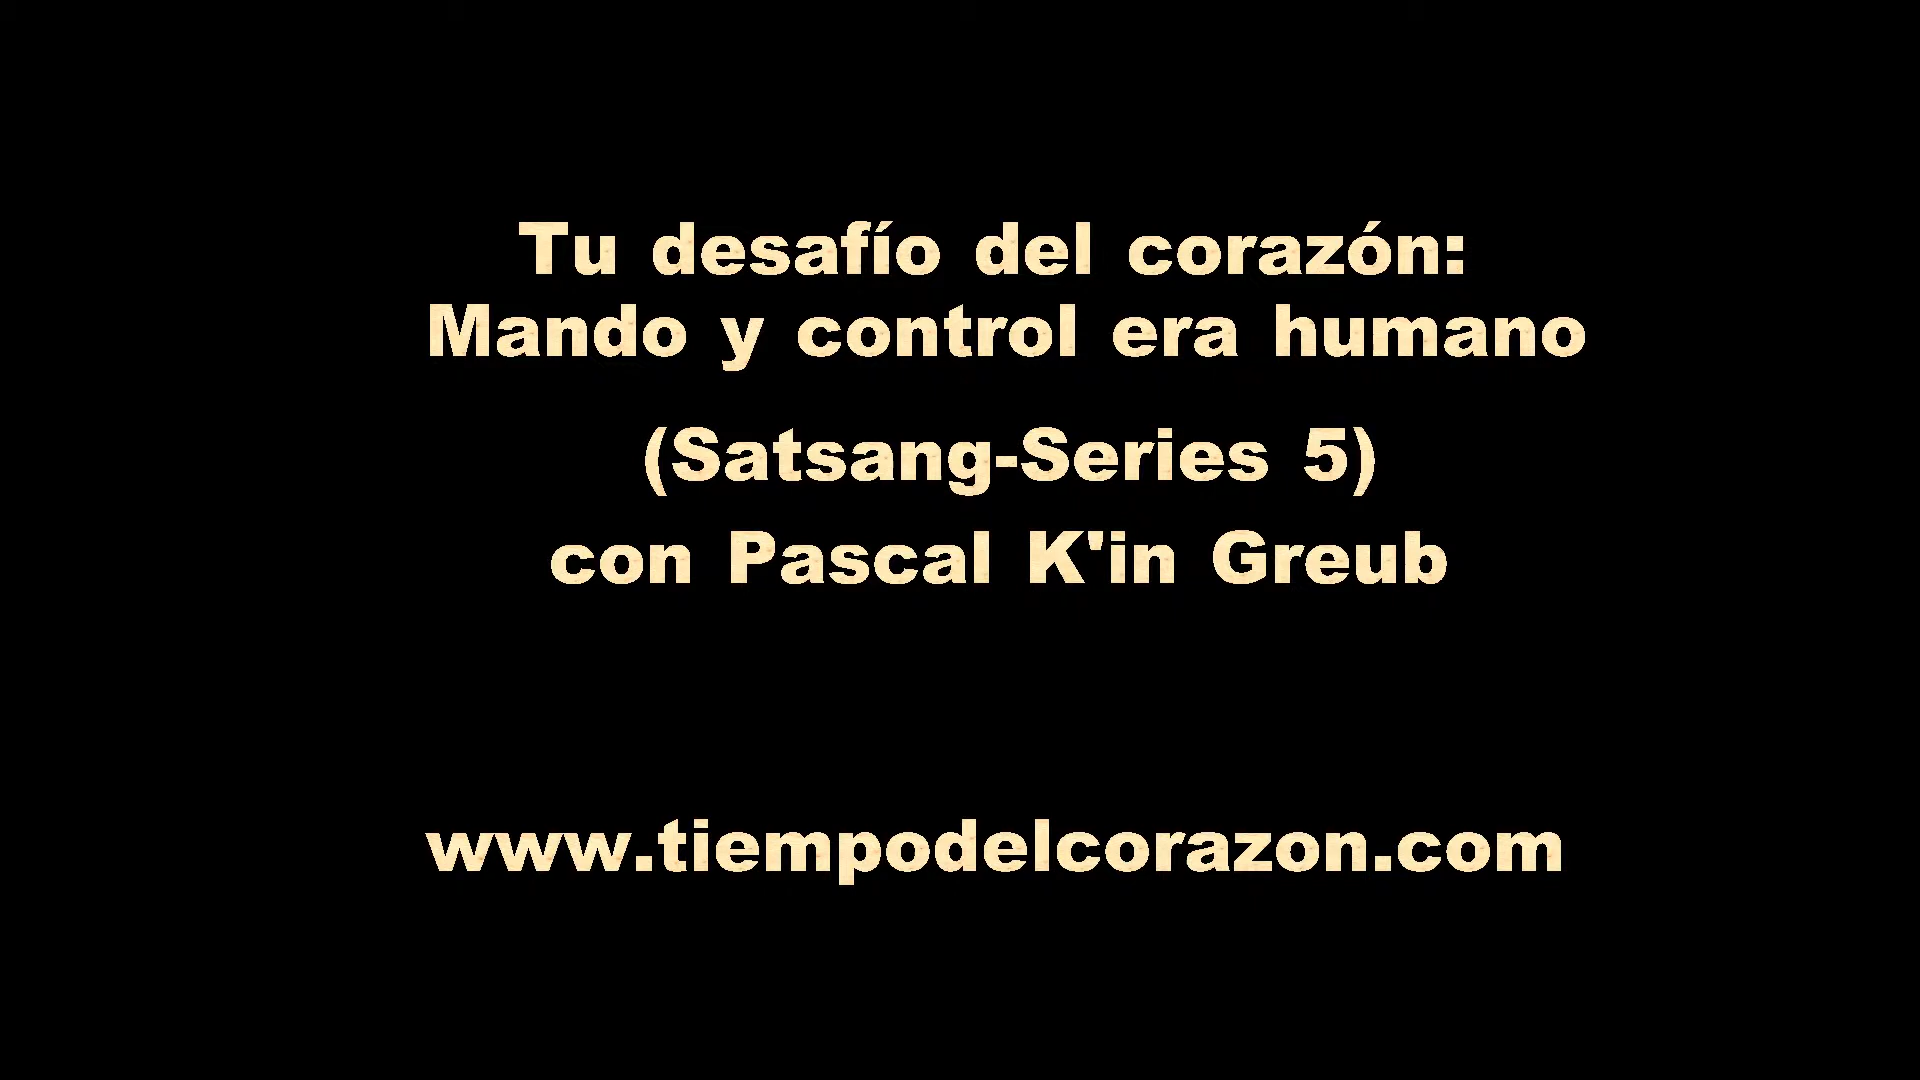 Tu desafío del corazón:
Mando y control era humano
(Satsang-Series 5)
con Pascal K'in Greub
www.tiempodelcorazon.com